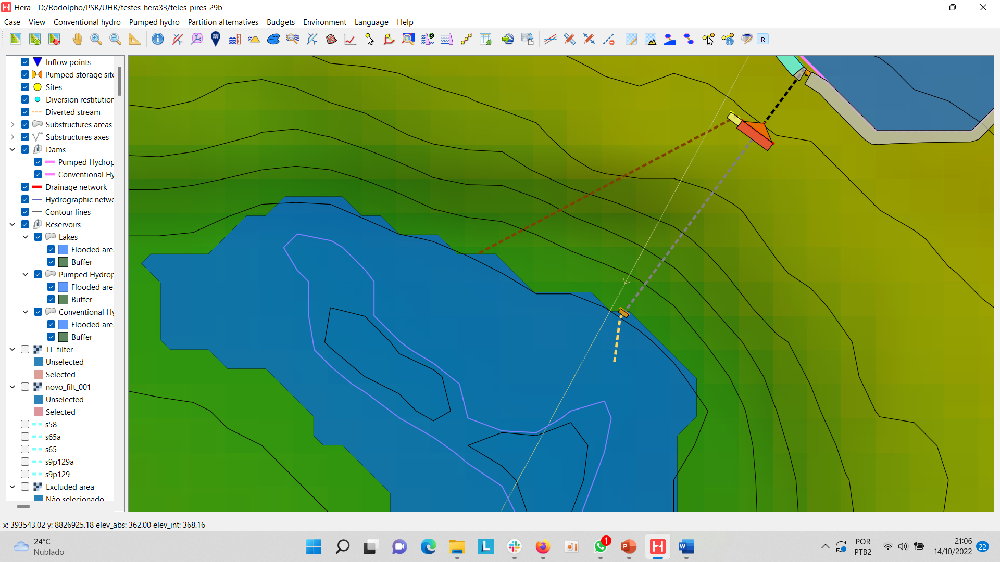 Hera - D:/Rodolpho/PSR/UHR/testes_hera33/teles_pires_29b
Case View Conventional hydro Pumped hydro Partition alternatives Budgets Environment Language Help
R
Inflow points
Pumped storage site
Sites
Diversion restitution
Diverted stream
Substructures areas
Substructures axes
Dams
Pumped Hydrop
Conventional Hy
Drainage network
Hydrographic netwo
Contour lines
Reservoirs
Lakes
Flooded are
Buffer
Pumped Hydrop
Flooded are
Buffer
Conventional Hy
Flooded are
Buffer
TL-filter
Unselected
Selected
novo_filt_001
Unselected
Selected
s58
s65a
s65
s9p129a
s9p129
Excluded area
Não selecionado
x: 393543.02 y: 8826925.18 elev_abs: 362.00 elev_int: 368.16
24°C
Nublado
1
POR
PTB2
21:06
14/10/2022
22